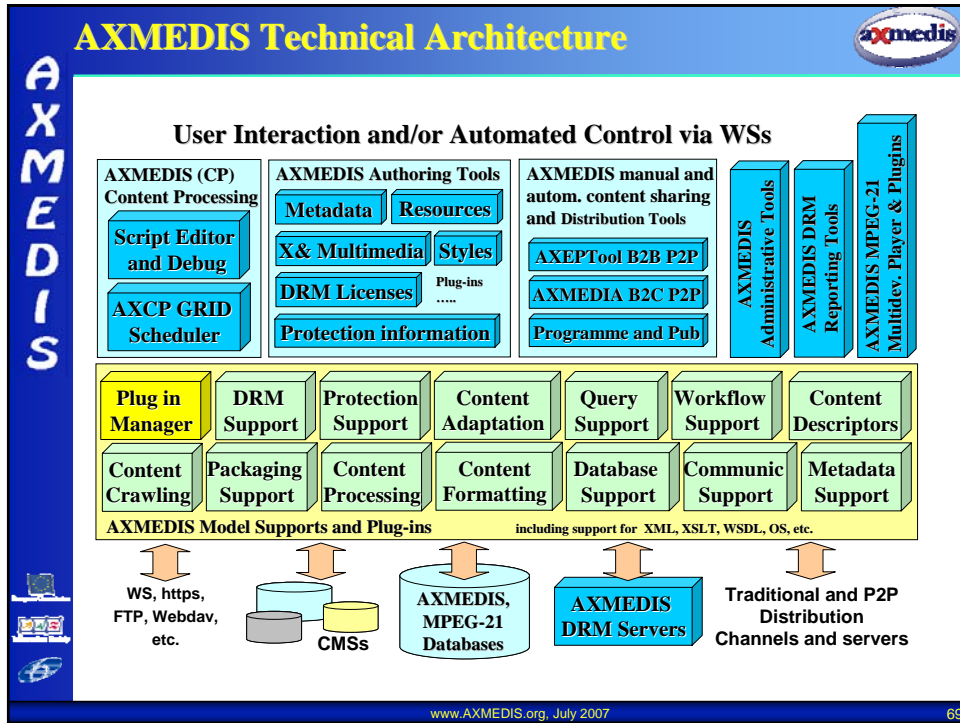 AXMEDIS Technical Architecture
axmedis
AXMEDIS
User Interaction and/or Automated Control via WSs
AXMEDIS (CP)
Content Processing
Script Editor
and Debug
AXCP GRID
Scheduler
AXMEDIS Authoring Tools
Metadata
Resources
X& Multimedia
Styles
DRM Licenses
Plug-ins
.....
Protection information
AXMEDIS manual and
autom. content sharing
and Distribution Tools
AXEPTool B2B P2P
AXMEDIA B2C P2P
Programme and Pub
AXMEDIS
Administrative Tools
AXMEDIS DRM
Reporting Tools
AXMEDIS MPEG-21
Multidev. Player & Plugins
Plug in
Manager
DRM
Support
Protection
Support
Content
Adaptation
Query
Support
Workflow
Support
Content
Descriptors
Content
Crawling
Packaging
Support
Content
Processing
Content
Formatting
Database
Support
Communic
Support
Metadata
Support
AXMEDIS Model Supports and Plug-ins
including support for XML, XSLT, WSDL, OS, etc.
WS, https,
FTP, Webdav,
etc.
CMSs
AXMEDIS,
MPEG-21
Databases
AXMEDIS
DRM Servers
Traditional and P2P
Distribution
Channels and servers
www.AXMEDIS.org, July 2007
69